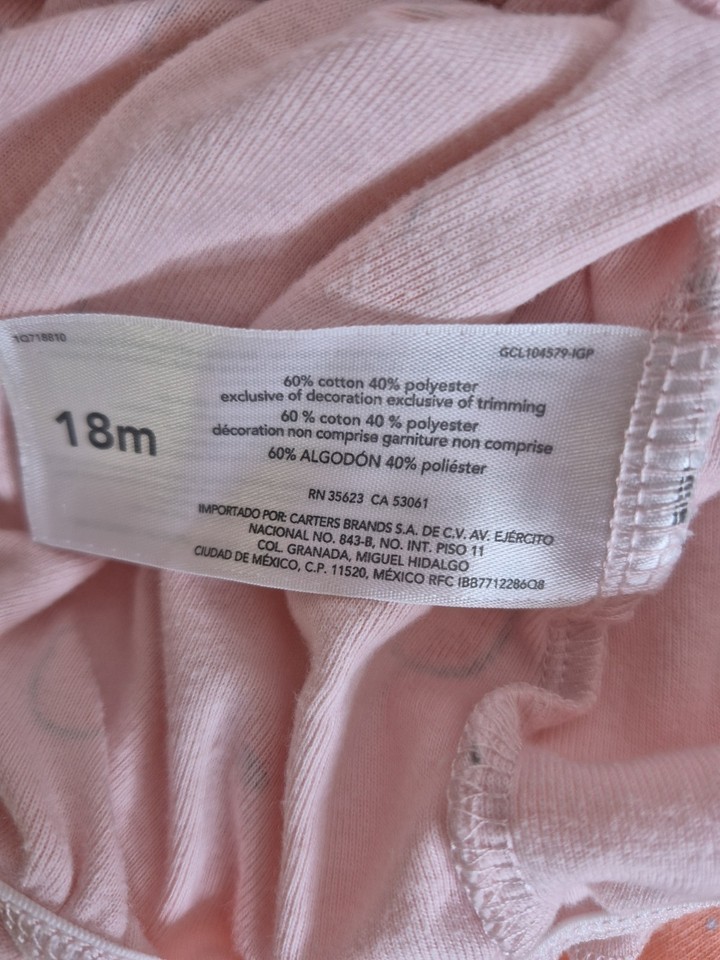 1Q718810
GCL104579-IGP
18m
60% cotton 40% polyester
exclusive of decoration exclusive of trimming
60 % coton 40 % polyester
décoration non comprise garniture non comprise
60% ALGODÓN 40% poliéster
RN 35623 CA 53061
IMPORTADO POR: CARTERS BRANDS S.A. DE C.V. AV. EJÉRCITO
NACIONAL NO. 843-B, NO. INT. PISO 11
COL. GRANADA, MIGUEL HIDALGO
CIUDAD DE MÉXICO, C.P. 11520, MÉXICO RFC IBB7712286Q8